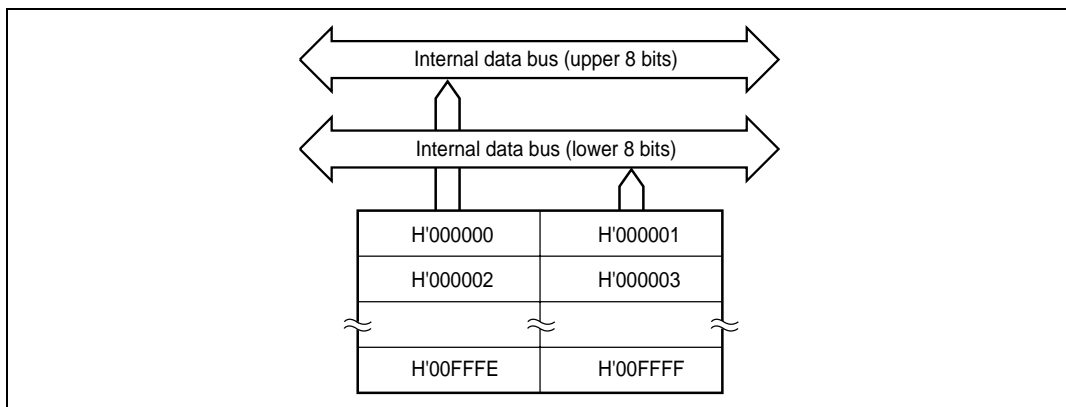 Internal data bus (upper 8 bits)
Internal data bus (lower 8 bits)
H'000000 H'000001
H'000002 H'000003
H'00FFFE H'00FFFF